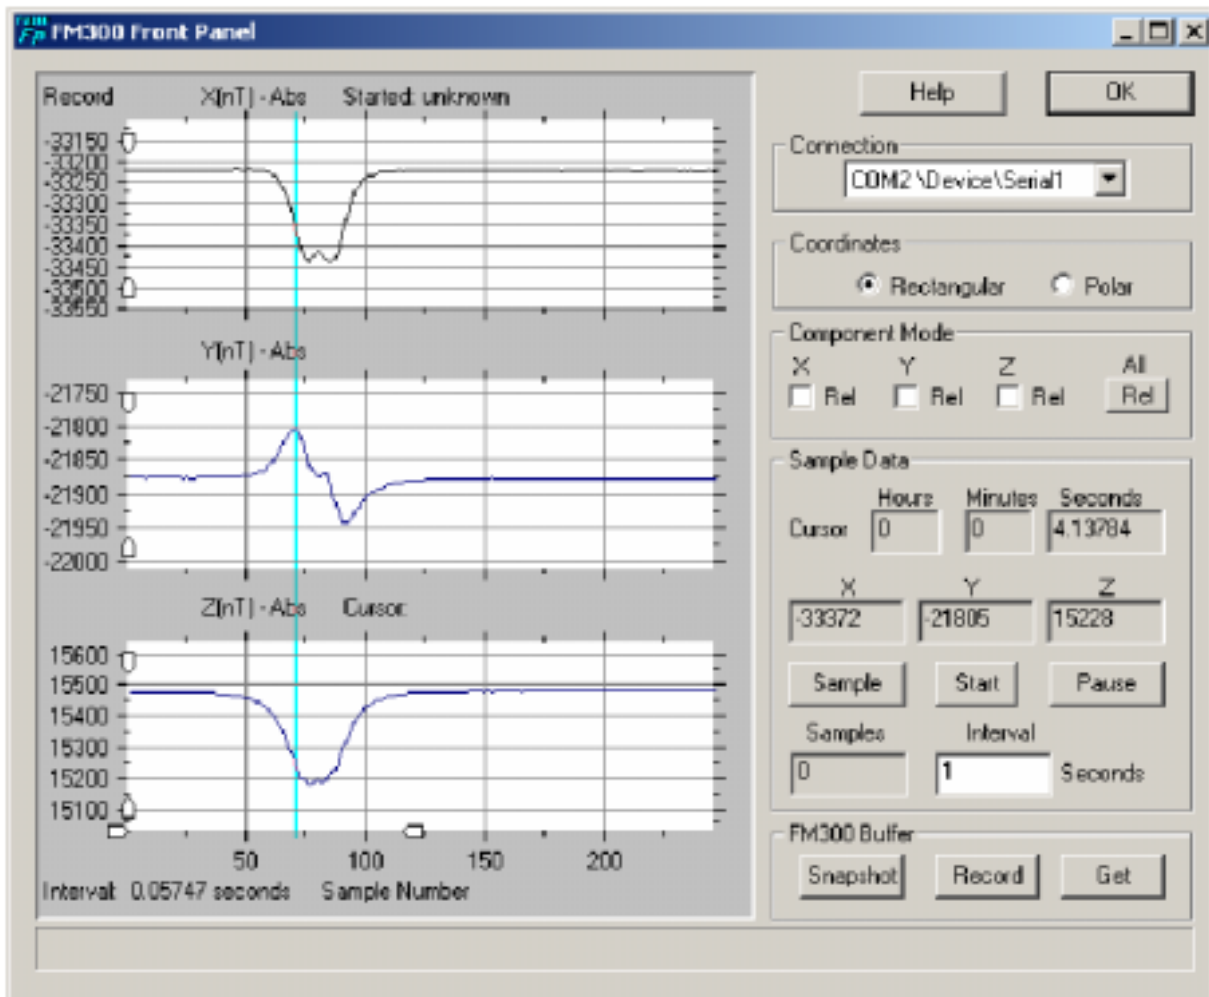 FM300 Front Panel
Record X[nT] - Abs Started: unknown
-33150
-33200
-33250
-33300
-33350
-33400
-33450
-33500
-33550
Y[nT] - Abs
-21750
-21800
-21850
-21900
-21950
-22000
Z[nT] - Abs Cursor:
15600
15500
15400
15300
15200
15100
50 100 150 200
Interval: 0.05747 seconds Sample Number
Help OK
Connection
COM2 \Device\Serial1
Coordinates
Rectangular Polar
Component Mode
X Y Z All
Rel Rel Rel Rel
Sample Data
Hours Minutes Seconds
Cursor 0 0 4.13784
X Y Z
-33372 -21805 15228
Sample Start Pause
Samples Interval
0 1 Seconds
FM300 Buffer
Snapshot Record Get